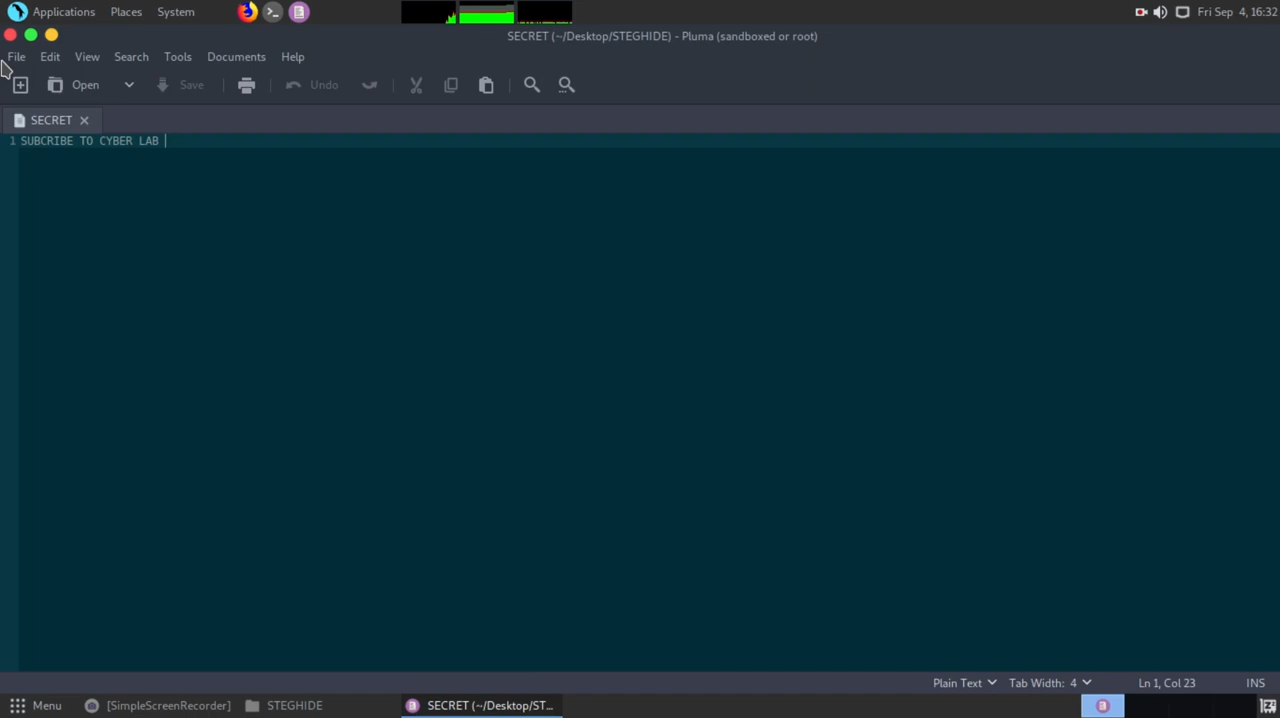 Applications Places System Fri Sep 4, 16:32
SECRET (~/Desktop/STEGHIDE) - Pluma (sandboxed or root)
File Edit View Search Tools Documents Help
Open Save Undo
SECRET
1 SUBCRIBE TO CYBER LAB
Plain Text Tab Width: 4 Ln 1, Col 23 INS
Menu [SimpleScreenRecorder] STEGHIDE SECRET (~/Desktop/ST...